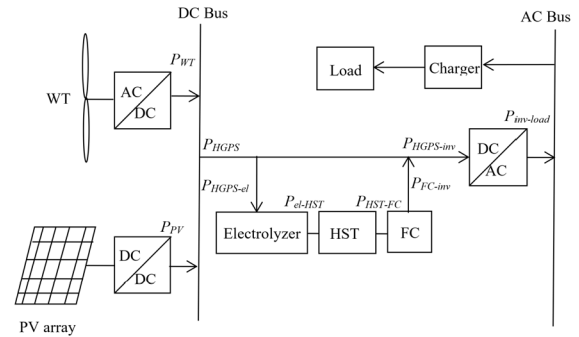 DC Bus
AC Bus
P_WT
WT
AC
DC
Load
Charger
P_inv-load
P_HGPS
P_HGPS-inv
DC
AC
P_HGPS-el
P_FC-inv
P_el-HST
P_HST-FC
P_PV
Electrolyzer
HST
FC
DC
DC
PV array